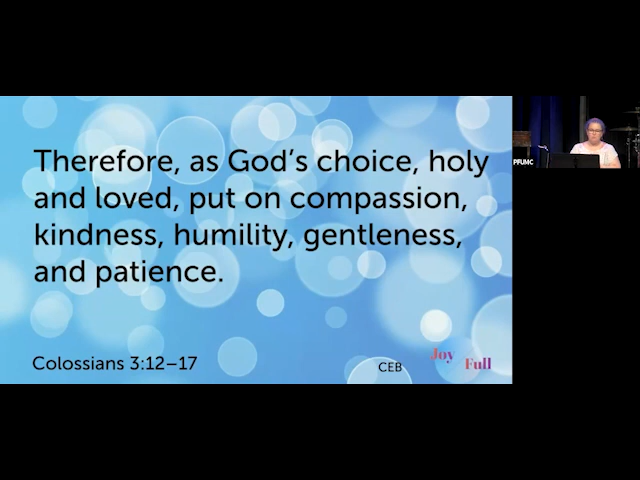 Therefore, as God's choice, holy
and loved, put on compassion,
kindness, humility, gentleness,
and patience.
Colossians 3:12–17
CEB
Joy
Full
PFUMC